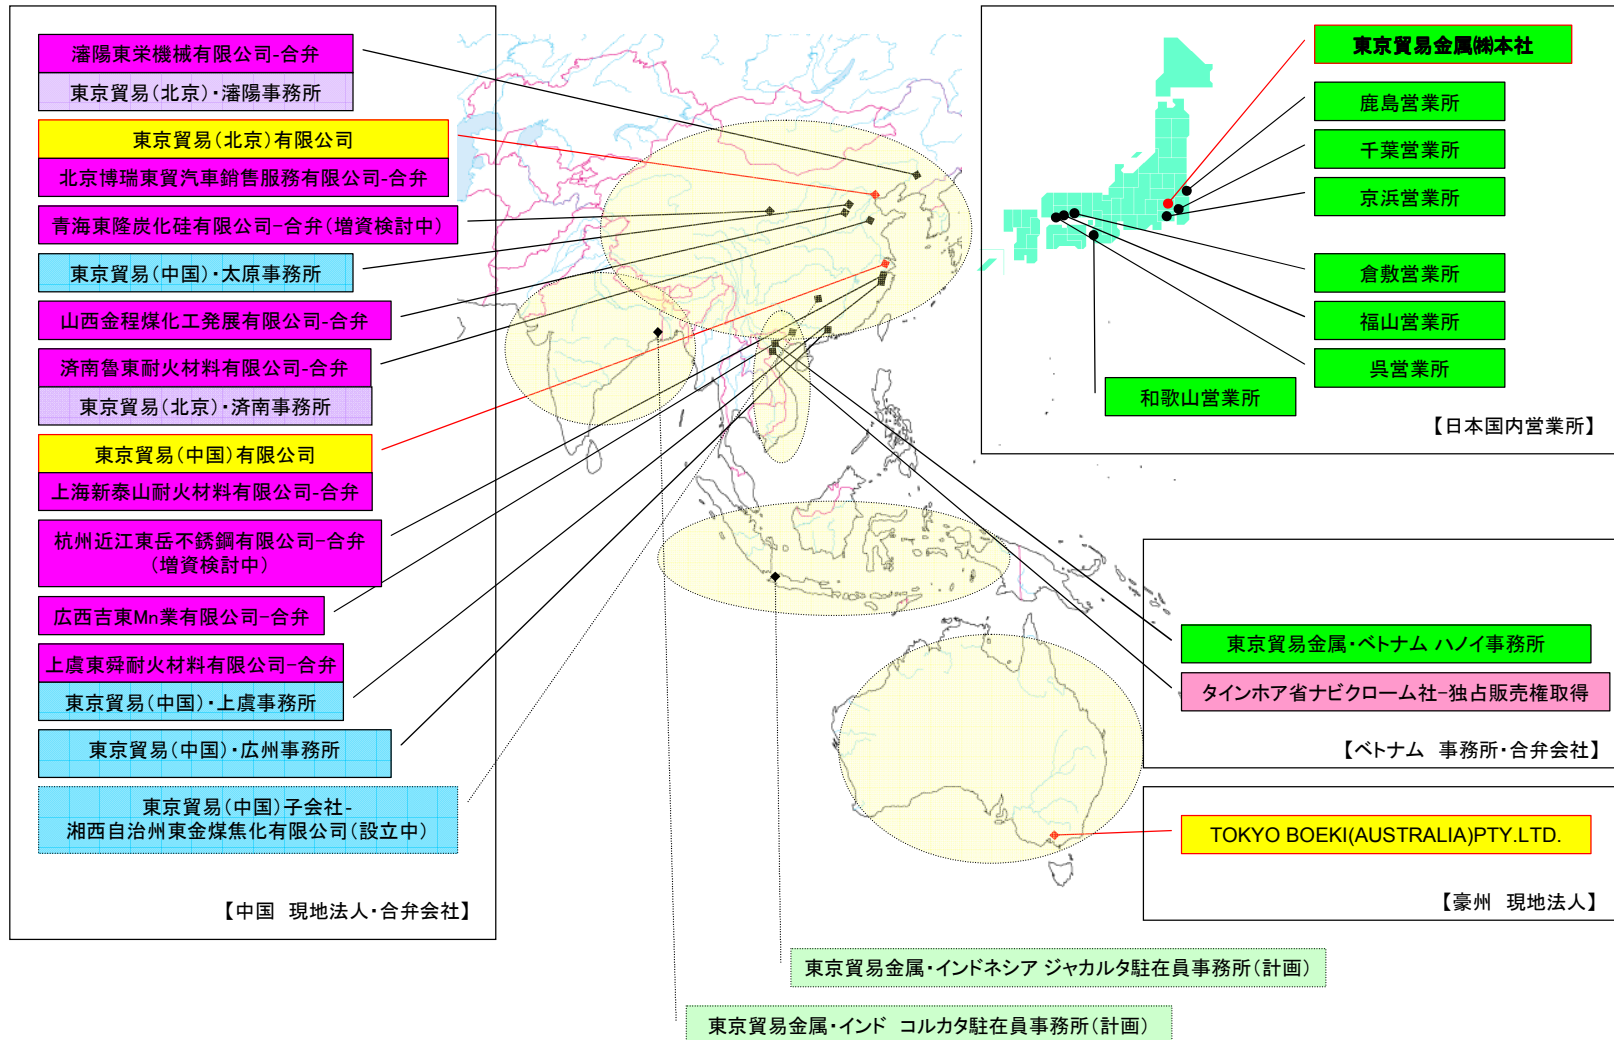 瀋陽東栄機械有限公司-合弁
東京貿易(北京)・瀋陽事務所
東京貿易(北京)有限公司
北京博瑞東貿汽車銷售服務有限公司-合弁
青海東隆炭化硅有限公司-合弁(増資検討中)
東京貿易(中国)・太原事務所
山西金程煤化工発展有限公司-合弁
済南魯東耐火材料有限公司-合弁
東京貿易(北京)・済南事務所
東京貿易(中国)有限公司
上海新泰山耐火材料有限公司-合弁
杭州近江東岳不銹鋼有限公司-合弁
(増資検討中)
広西吉東Mn業有限公司-合弁
上虞東舜耐火材料有限公司-合弁
東京貿易(中国)・上虞事務所
東京貿易(中国)・広州事務所
東京貿易(中国)子会社-
湘西自治州東金煤焦化有限公司(設立中)
【中国 現地法人・合弁会社】
東京貿易金属㈱本社
鹿島営業所
千葉営業所
京浜営業所
倉敷営業所
福山営業所
呉営業所
和歌山営業所
【日本国内営業所】
東京貿易金属・ベトナム ハノイ事務所
タインホア省ナビクローム社-独占販売権取得
【ベトナム 事務所・合弁会社】
TOKYO BOEKI(AUSTRALIA)PTY.LTD.
【豪州 現地法人】
東京貿易金属・インドネシア ジャカルタ駐在員事務所(計画)
東京貿易金属・インド コルカタ駐在員事務所(計画)